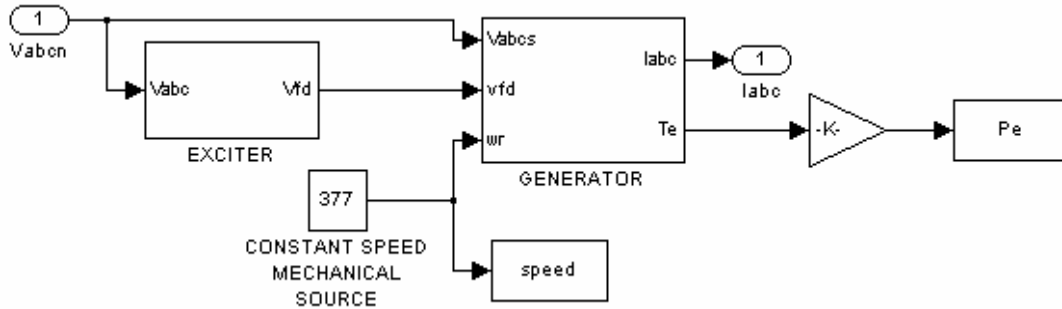 1
Vabcn
Vabc
Vfd
EXCITER
Vabcs
vfd
wr
Iabc
Te
GENERATOR
1
Iabc
-K-
Pe
377
CONSTANT SPEED
MECHANICAL
SOURCE
speed